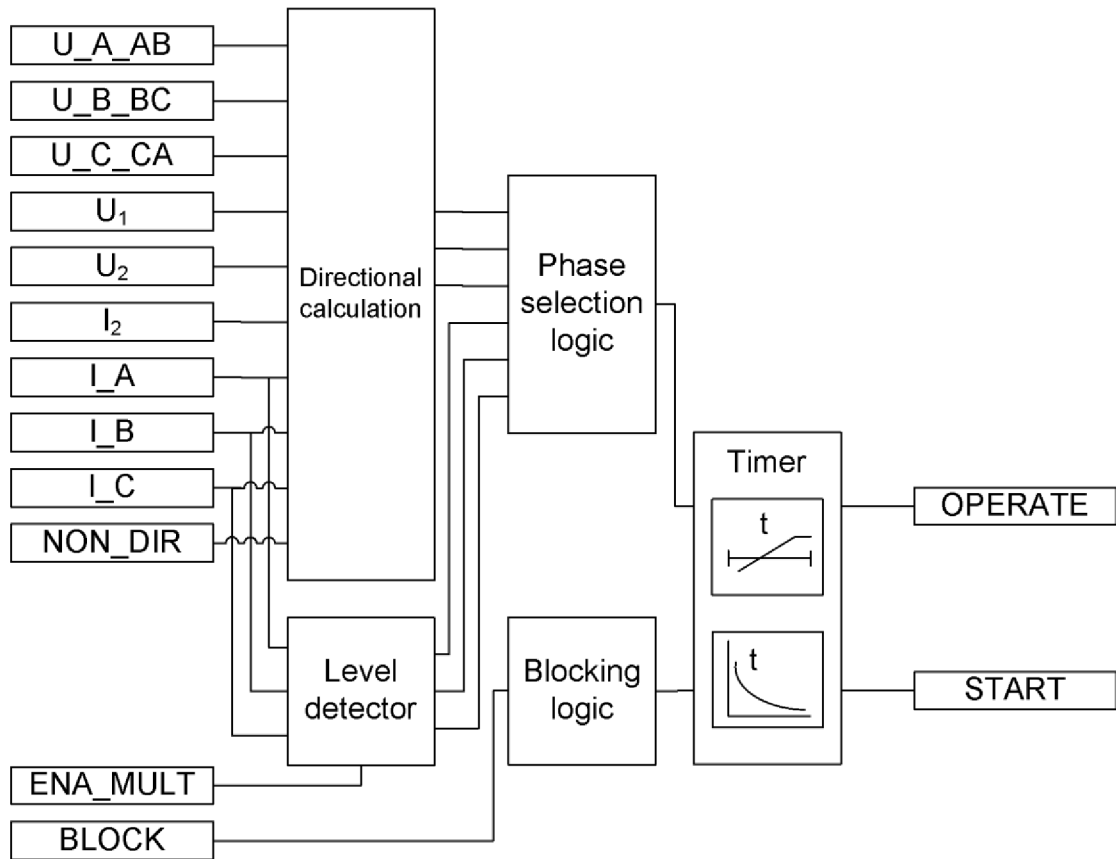 U_A_AB
U_B_BC
U_C_CA
U₁
U₂
I₂
I_A
I_B
I_C
NON_DIR
ENA_MULT
BLOCK
Directional
calculation
Level
detector
Phase
selection
logic
Blocking
logic
Timer
t
t
OPERATE
START